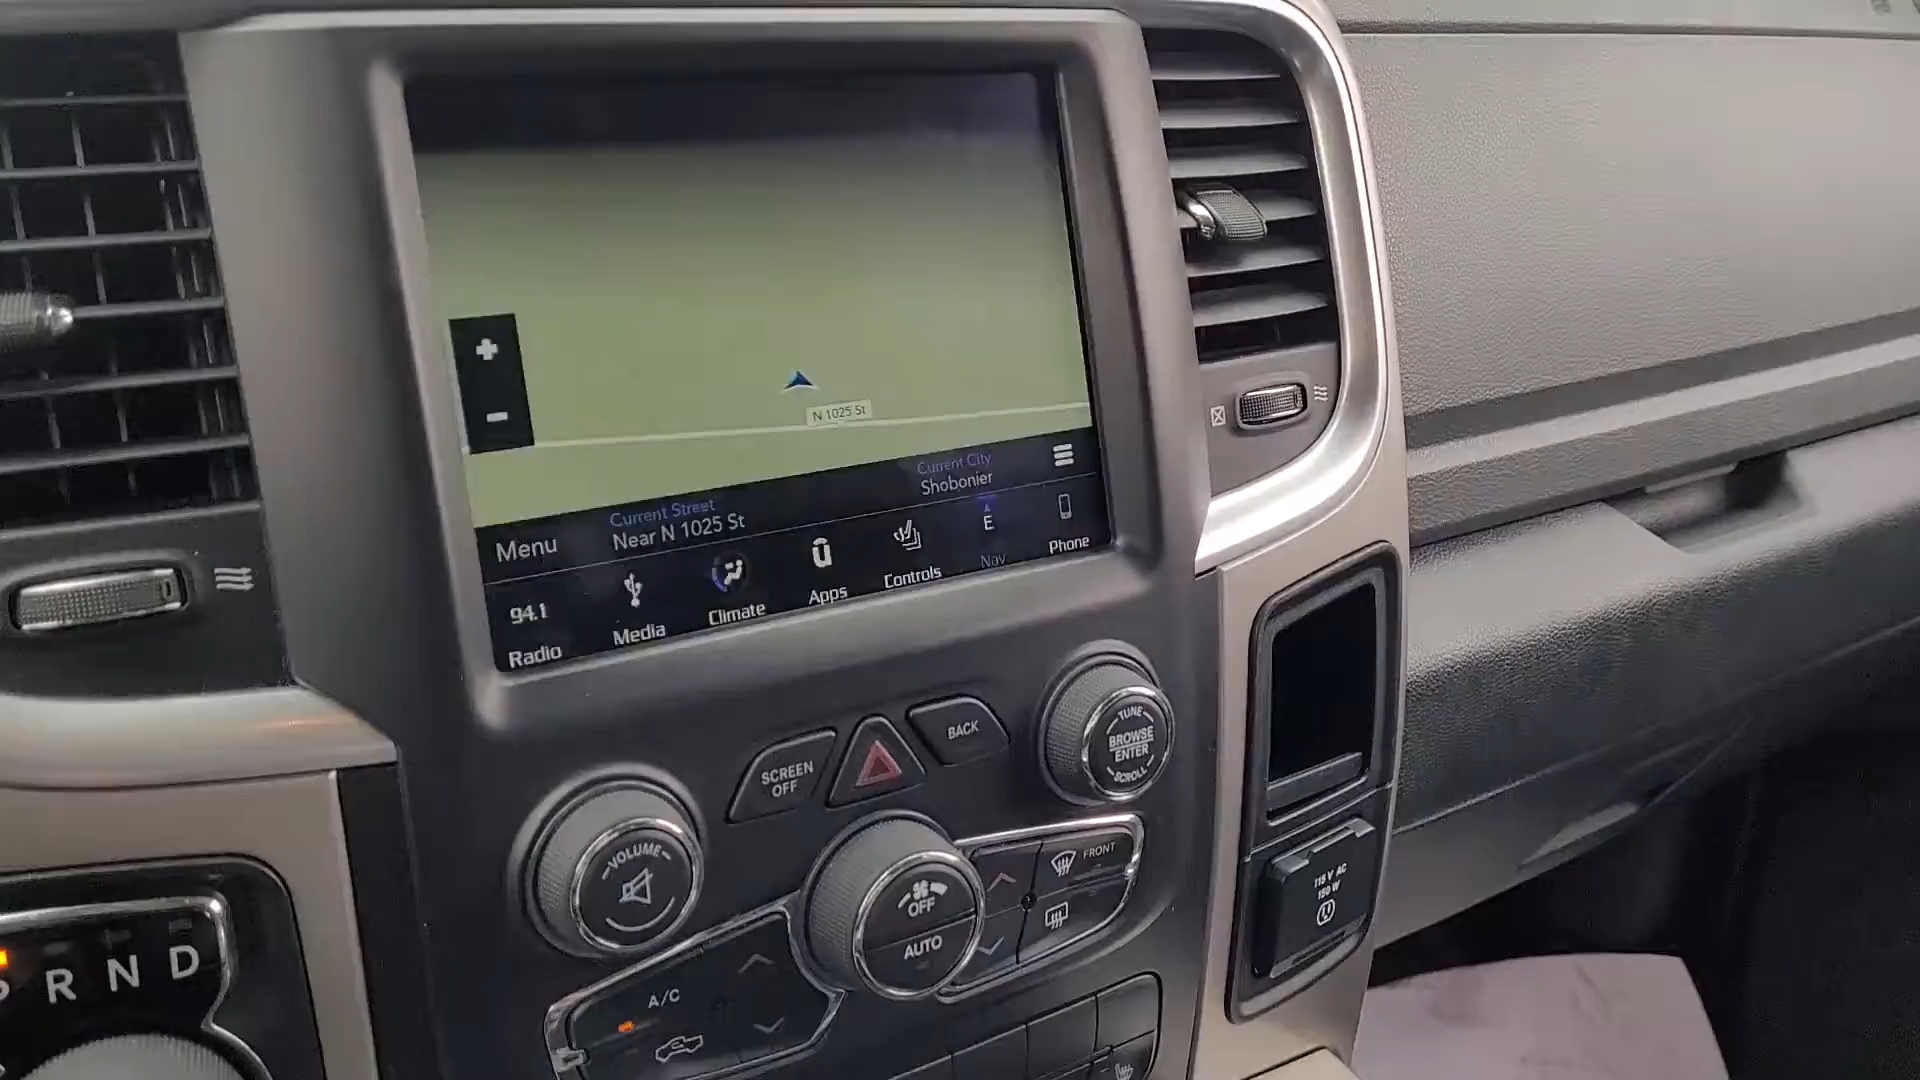 N 1025 St
Current City
Shobonier
Current Street
Near N 1025 St
Menu
94.1
Radio
Media
Climate
Apps
Controls
E
Nav
Phone
SCREEN
OFF
BACK
TUNE
BROWSE
ENTER
SCROLL
VOLUME
OFF
AUTO
FRONT
A/C
115 V AC
150 W
P R N D